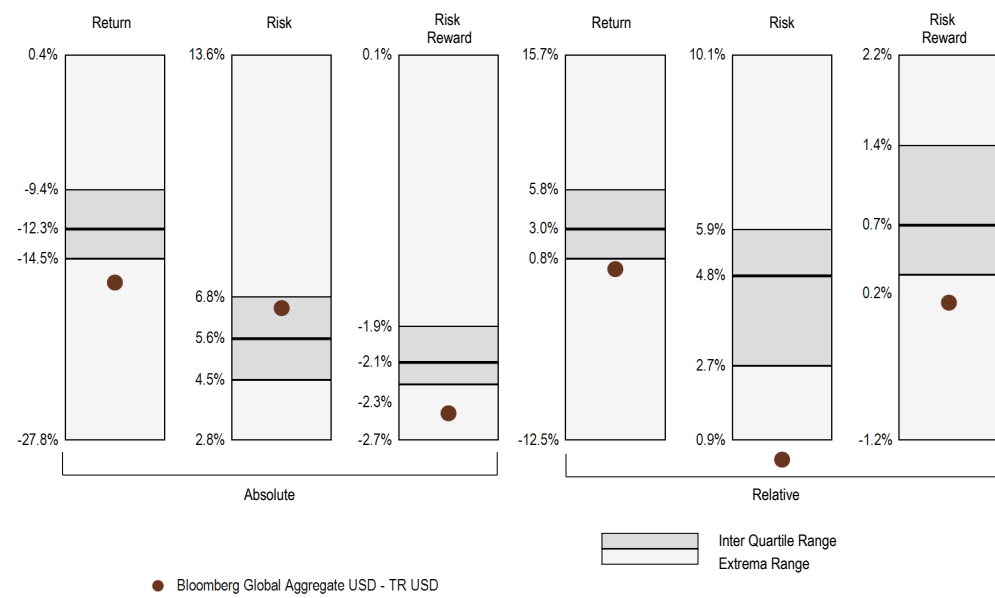 Return
Risk
Risk
Reward
Return
Risk
Risk
Reward
0.4%
-9.4%
-12.3%
-14.5%
-27.8%
13.6%
6.8%
5.6%
4.5%
2.8%
0.1%
-1.9%
-2.1%
-2.3%
-2.7%
15.7%
5.8%
3.0%
0.8%
-12.5%
10.1%
5.9%
4.8%
2.7%
0.9%
2.2%
1.4%
0.7%
0.2%
-1.2%
Absolute
Relative
Inter Quartile Range
Extrema Range
Bloomberg Global Aggregate USD - TR USD